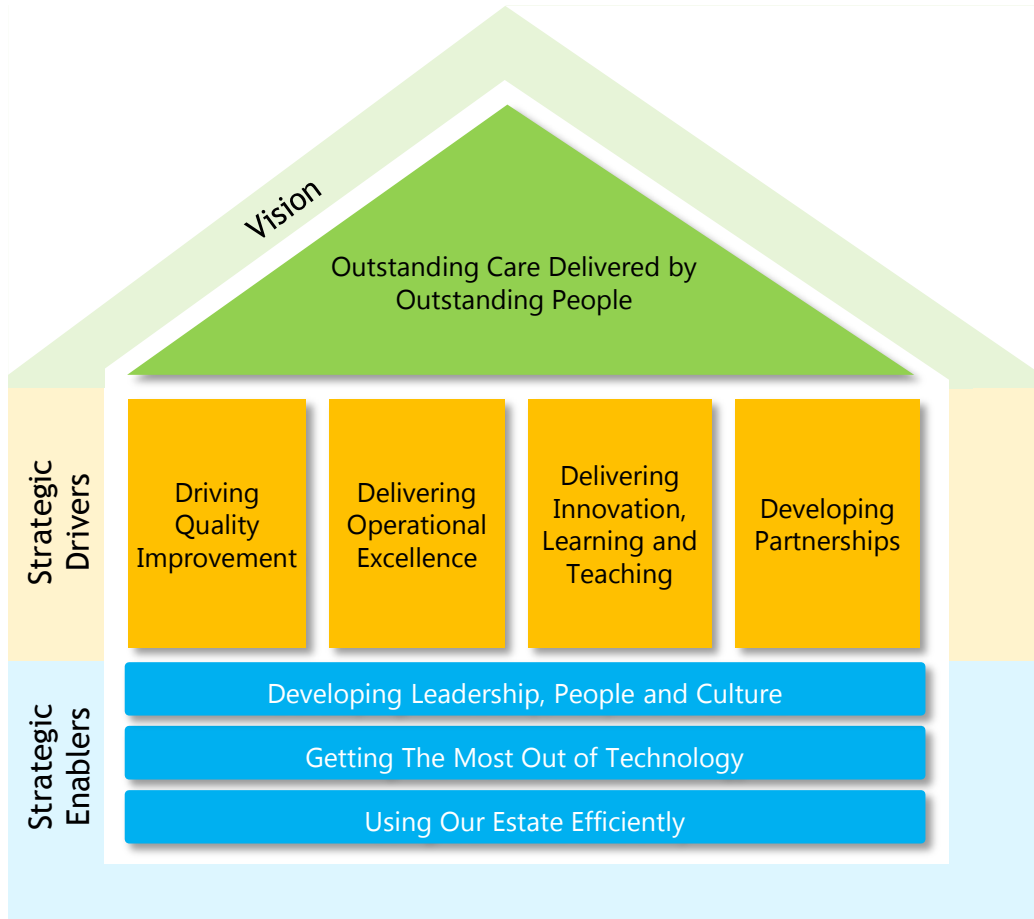 Vision
Outstanding Care Delivered by
Outstanding People
Strategic
Drivers
Driving
Quality
Improvement
Delivering
Operational
Excellence
Delivering
Innovation,
Learning and
Teaching
Developing
Partnerships
Strategic
Enablers
Developing Leadership, People and Culture
Getting The Most Out of Technology
Using Our Estate Efficiently